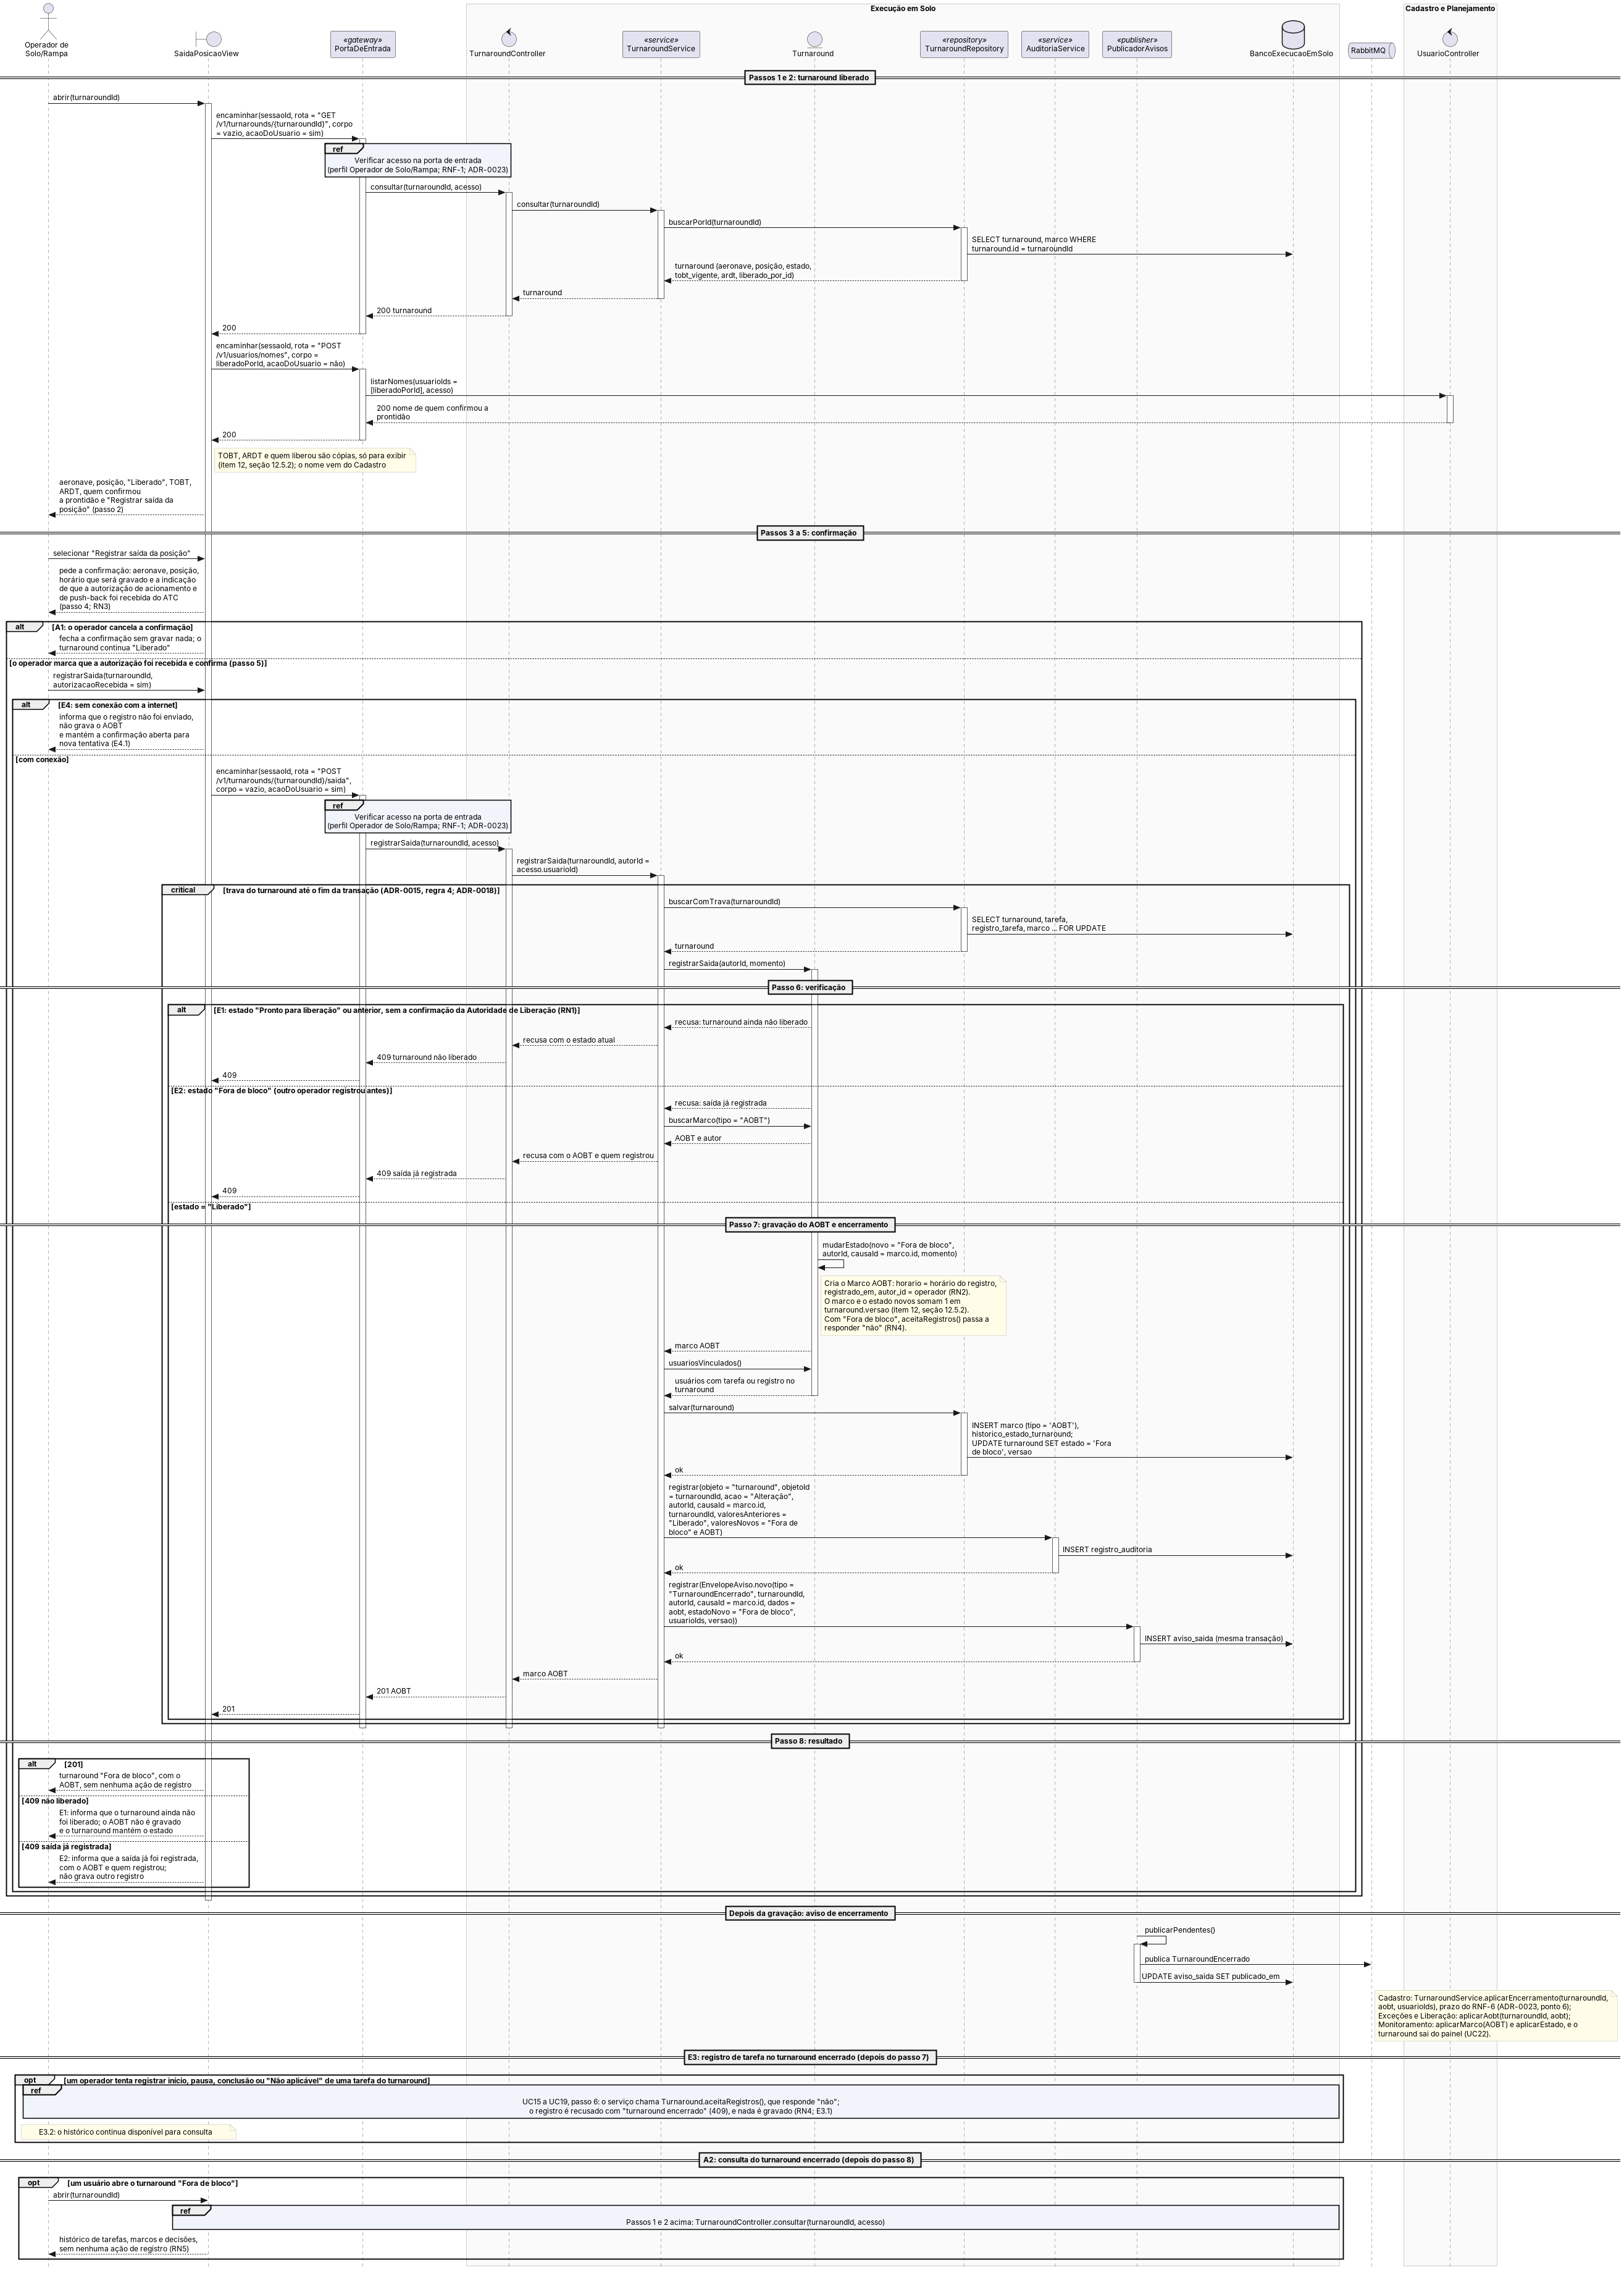 Execução em Solo
Cadastro e Planejamento
Operador de
Solo/Rampa
SaidaPosicaoView
«gateway»
PortaDeEntrada
TurnaroundController
«service»
TurnaroundService
Turnaround
«repository»
TurnaroundRepository
«service»
AuditoriaService
«publisher»
PublicadorAvisos
BancoExecucaoEmSolo
RabbitMQ
UsuarioController
Passos 1 e 2: turnaround liberado
abrir(turnaroundId)
encaminhar(sessaoId, rota = "GET
/v1/turnarounds/{turnaroundId}", corpo
= vazio, acaoDoUsuario = sim)
ref
Verificar acesso na porta de entrada
(perfil Operador de Solo/Rampa; RNF-1; ADR-0023)
consultar(turnaroundId, acesso)
consultar(turnaroundId)
buscarPorId(turnaroundId)
SELECT turnaround, marco WHERE
turnaround.id = turnaroundId
turnaround (aeronave, posição, estado,
tobt_vigente, ardt, liberado_por_id)
turnaround
200 turnaround
200
encaminhar(sessaoId, rota = "POST
/v1/usuarios/nomes", corpo =
liberadoPorId, acaoDoUsuario = não)
listarNomes(usuarioIds =
[liberadoPorId], acesso)
200 nome de quem confirmou a
prontidão
200
TOBT, ARDT e quem liberou são cópias, só para exibir
(item 12, seção 12.5.2); o nome vem do Cadastro
aeronave, posição, "Liberado", TOBT,
ARDT, quem confirmou
a prontidão e "Registrar saída da
posição" (passo 2)
Passos 3 a 5: confirmação
selecionar "Registrar saída da posição"
pede a confirmação: aeronave, posição,
horário que será gravado e a indicação
de que a autorização de acionamento e
de push-back foi recebida do ATC
(passo 4; RN3)
alt
[A1: o operador cancela a confirmação]
fecha a confirmação sem gravar nada; o
turnaround continua "Liberado"
[o operador marca que a autorização foi recebida e confirma (passo 5)]
registrarSaida(turnaroundId,
autorizacaoRecebida = sim)
alt
[E4: sem conexão com a internet]
informa que o registro não foi enviado,
não grava o AOBT
e mantém a confirmação aberta para
nova tentativa (E4.1)
[com conexão]
encaminhar(sessaoId, rota = "POST
/v1/turnarounds/{turnaroundId}/saida",
corpo = vazio, acaoDoUsuario = sim)
ref
Verificar acesso na porta de entrada
(perfil Operador de Solo/Rampa; RNF-1; ADR-0023)
registrarSaida(turnaroundId, acesso)
registrarSaida(turnaroundId, autorId =
acesso.usuarioId)
critical
[trava do turnaround até o fim da transação (ADR-0015, regra 4; ADR-0018)]
buscarComTrava(turnaroundId)
SELECT turnaround, tarefa,
registro_tarefa, marco ... FOR UPDATE
turnaround
registrarSaida(autorId, momento)
Passo 6: verificação
alt
[E1: estado "Pronto para liberação" ou anterior, sem a confirmação da Autoridade de Liberação (RN1)]
recusa: turnaround ainda não liberado
recusa com o estado atual
409 turnaround não liberado
409
[E2: estado "Fora de bloco" (outro operador registrou antes)]
recusa: saída já registrada
buscarMarco(tipo = "AOBT")
AOBT e autor
recusa com o AOBT e quem registrou
409 saída já registrada
409
[estado = "Liberado"]
Passo 7: gravação do AOBT e encerramento
mudarEstado(novo = "Fora de bloco",
autorId, causaId = marco.id, momento)
Cria o Marco AOBT: horario = horário do registro,
registrado_em, autor_id = operador (RN2).
O marco e o estado novos somam 1 em
turnaround.versao (item 12, seção 12.5.2).
Com "Fora de bloco", aceitaRegistros() passa a
responder "não" (RN4).
marco AOBT
usuariosVinculados()
usuários com tarefa ou registro no
turnaround
salvar(turnaround)
INSERT marco (tipo = 'AOBT'),
historico_estado_turnaround;
UPDATE turnaround SET estado = 'Fora
de bloco', versao
ok
registrar(objeto = "turnaround", objetoId
= turnaroundId, acao = "Alteração",
autorId, causaId = marco.id,
turnaroundId, valoresAnteriores =
"Liberado", valoresNovos = "Fora de
bloco" e AOBT)
INSERT registro_auditoria
ok
registrar(EnvelopeAviso.novo(tipo =
"TurnaroundEncerrado", turnaroundId,
autorId, causaId = marco.id, dados =
aobt, estadoNovo = "Fora de bloco",
usuarioIds, versao))
INSERT aviso_saida (mesma transação)
ok
marco AOBT
201 AOBT
201
Passo 8: resultado
alt
[201]
turnaround "Fora de bloco", com o
AOBT, sem nenhuma ação de registro
[409 não liberado]
E1: informa que o turnaround ainda não
foi liberado; o AOBT não é gravado
e o turnaround mantém o estado
[409 saída já registrada]
E2: informa que a saída já foi registrada,
com o AOBT e quem registrou;
não grava outro registro
Depois da gravação: aviso de encerramento
publicarPendentes()
publica TurnaroundEncerrado
UPDATE aviso_saida SET publicado_em
Cadastro: TurnaroundService.aplicarEncerramento(turnaroundId,
aobt, usuarioIds), prazo do RNF-6 (ADR-0023, ponto 6);
Exceções e Liberação: aplicarAobt(turnaroundId, aobt);
Monitoramento: aplicarMarco(AOBT) e aplicarEstado, e o
turnaround sai do painel (UC22).
E3: registro de tarefa no turnaround encerrado (depois do passo 7)
opt
[um operador tenta registrar início, pausa, conclusão ou "Não aplicável" de uma tarefa do turnaround]
ref
UC15 a UC19, passo 6: o serviço chama Turnaround.aceitaRegistros(), que responde "não";
o registro é recusado com "turnaround encerrado" (409), e nada é gravado (RN4; E3.1)
E3.2: o histórico continua disponível para consulta
A2: consulta do turnaround encerrado (depois do passo 8)
opt
[um usuário abre o turnaround "Fora de bloco"]
abrir(turnaroundId)
ref
Passos 1 e 2 acima: TurnaroundController.consultar(turnaroundId, acesso)
histórico de tarefas, marcos e decisões,
sem nenhuma ação de registro (RN5)